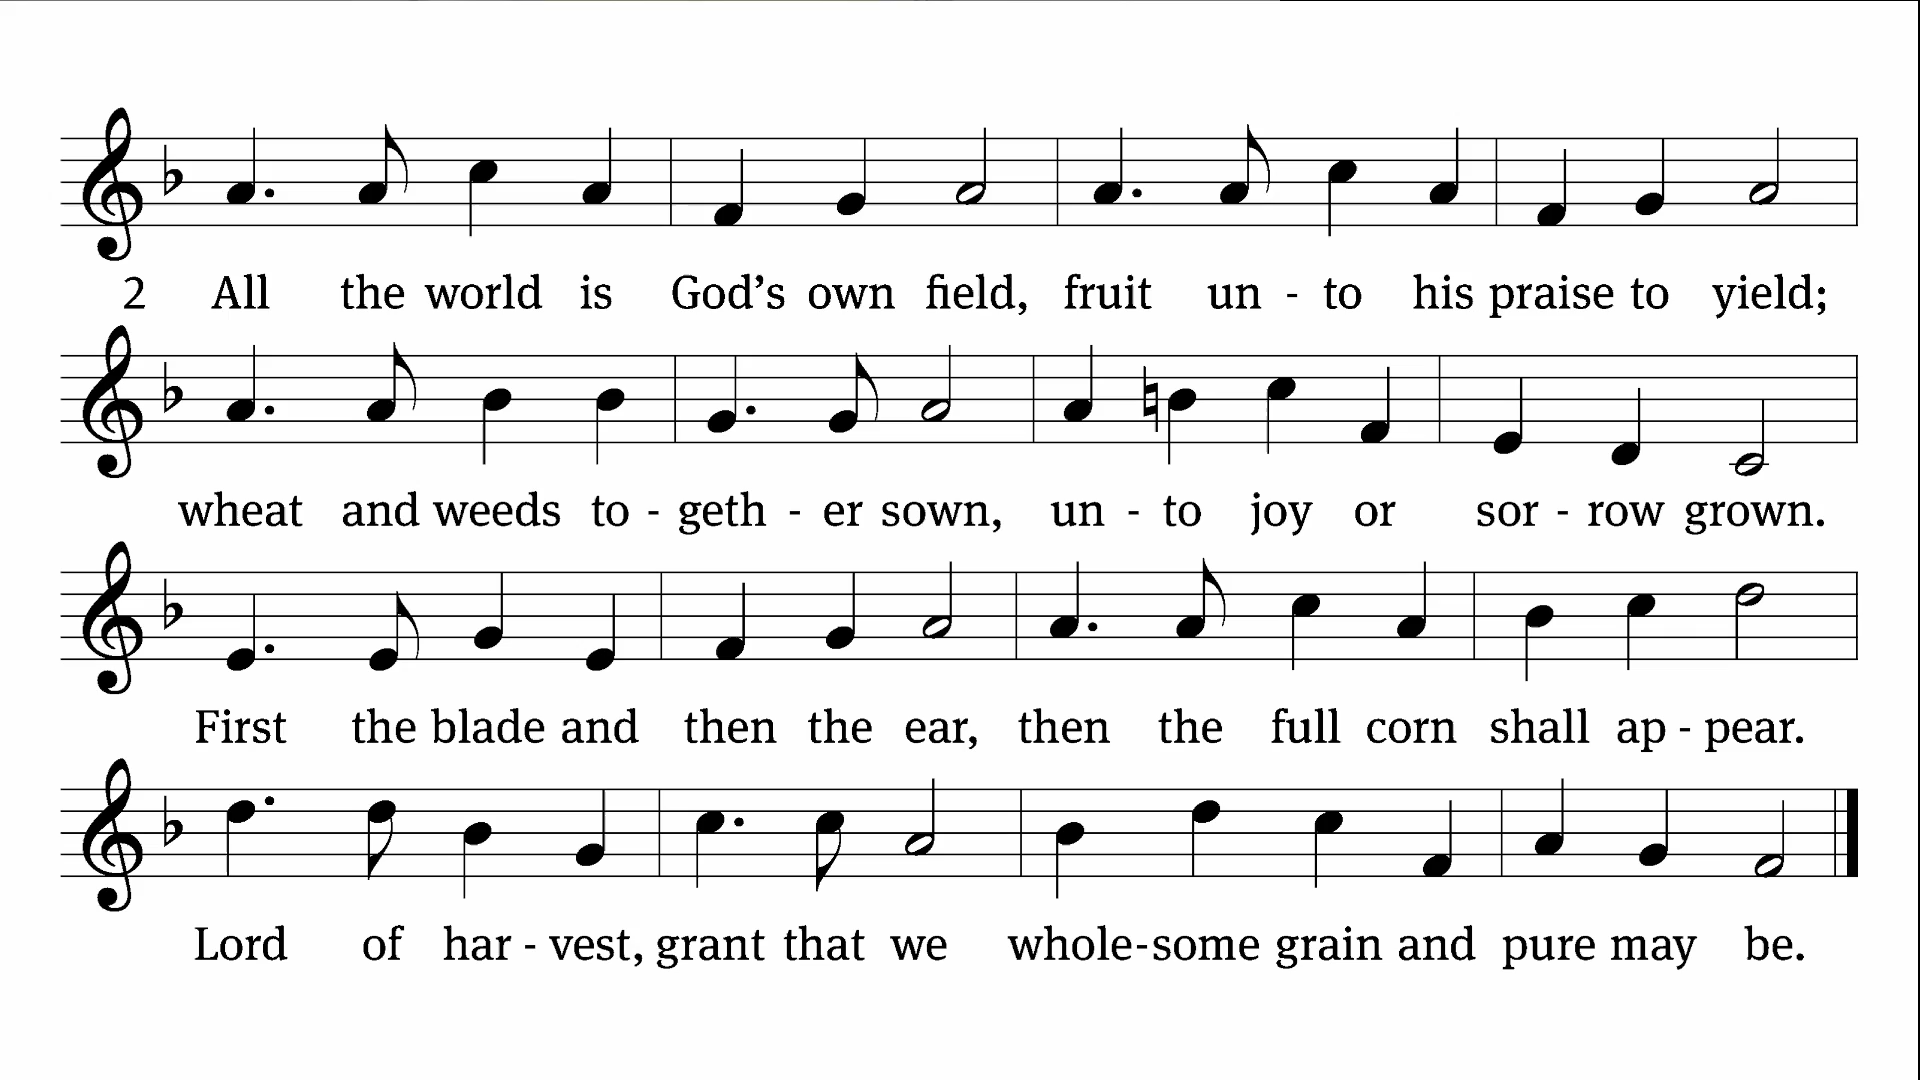 2 All the world is God’s own field, fruit un - to his praise to yield;
wheat and weeds to - geth - er sown, un - to joy or sor - row grown.
First the blade and then the ear, then the full corn shall ap - pear.
Lord of har - vest, grant that we whole-some grain and pure may be.